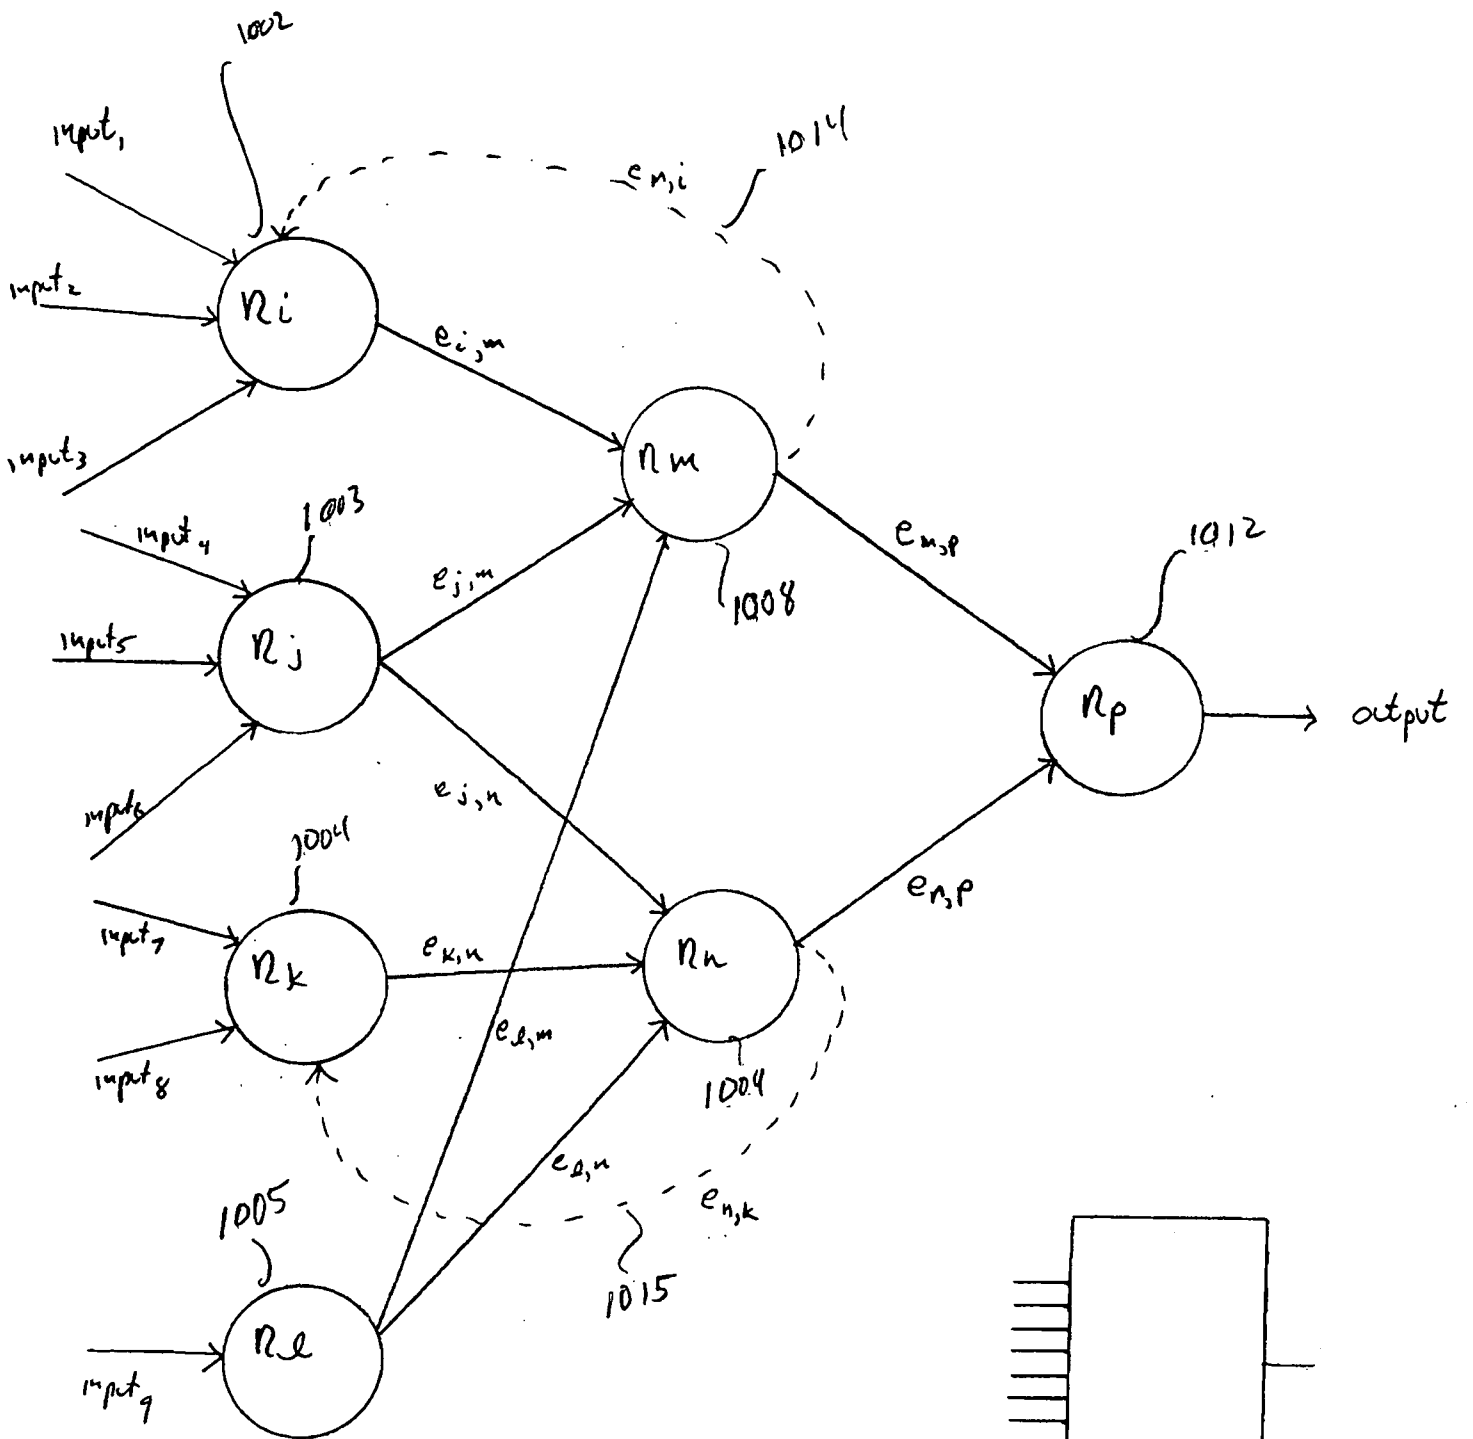 1002
input1
1014
em,i
input2
ni
ei,m
input3
nm
1003
input4
em,p
1012
ej,m
1008
input5
nj
np
output
input6
ej,n
1004
en,p
input7
nk
ek,n
nn
input8
el,m
1009
el,n
en,k
1005
1015
nl
input9